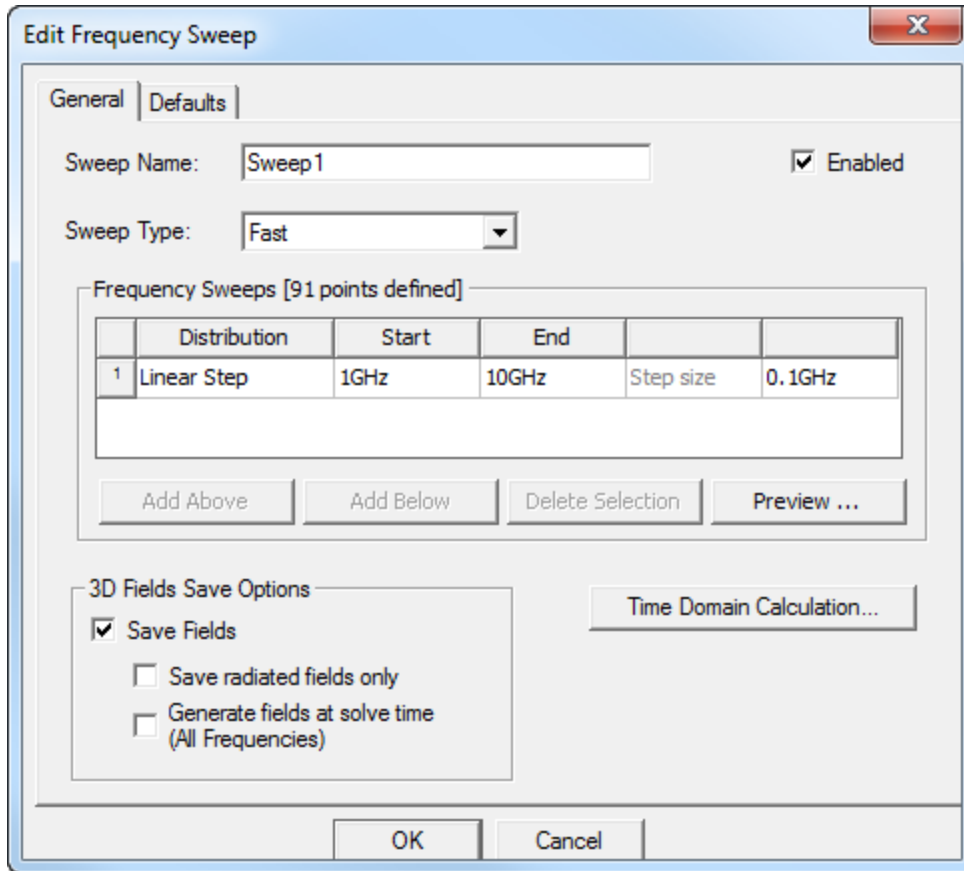 Edit Frequency Sweep
General Defaults
Sweep Name: Sweep1 Enabled
Sweep Type: Fast
Frequency Sweeps [91 points defined]
Distribution Start End
1 Linear Step 1GHz 10GHz Step size 0.1GHz
Add Above Add Below Delete Selection Preview ...
3D Fields Save Options
Time Domain Calculation...
Save Fields
Save radiated fields only
Generate fields at solve time
(All Frequencies)
OK Cancel